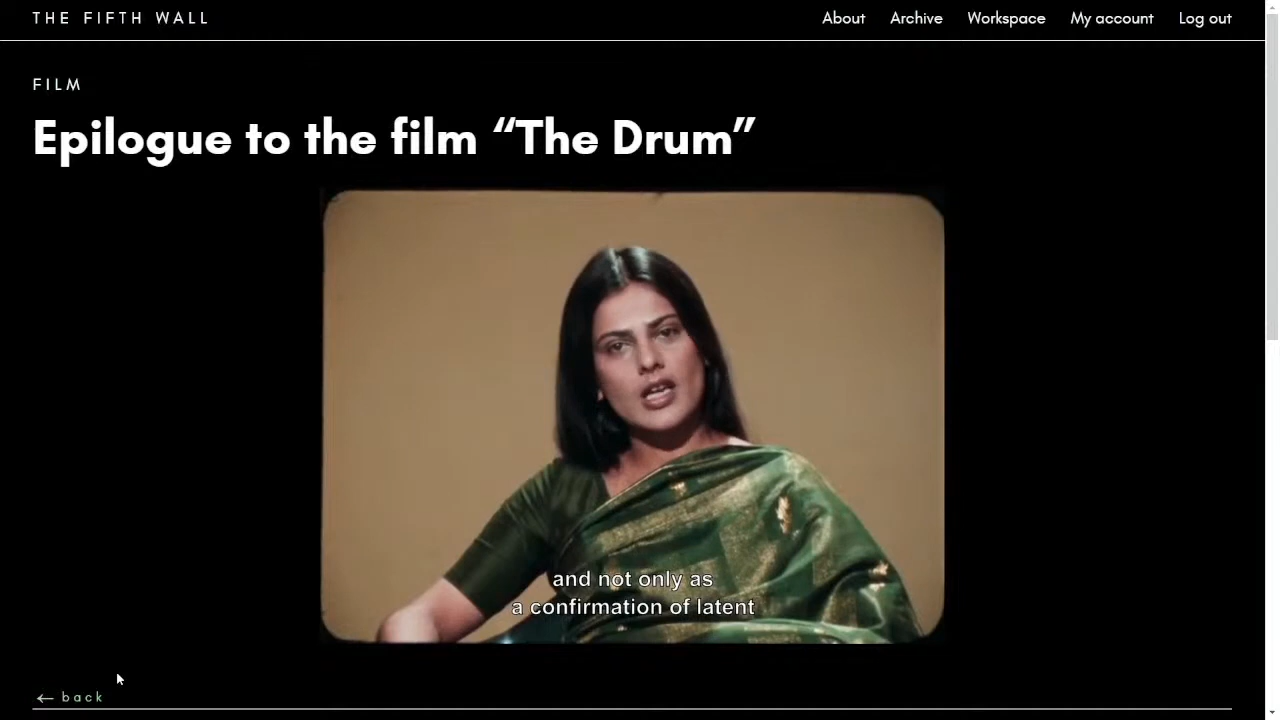 THE FIFTH WALL
About Archive Workspace My account Log out
FILM
Epilogue to the film “The Drum”
and not only as
a confirmation of latent
← back